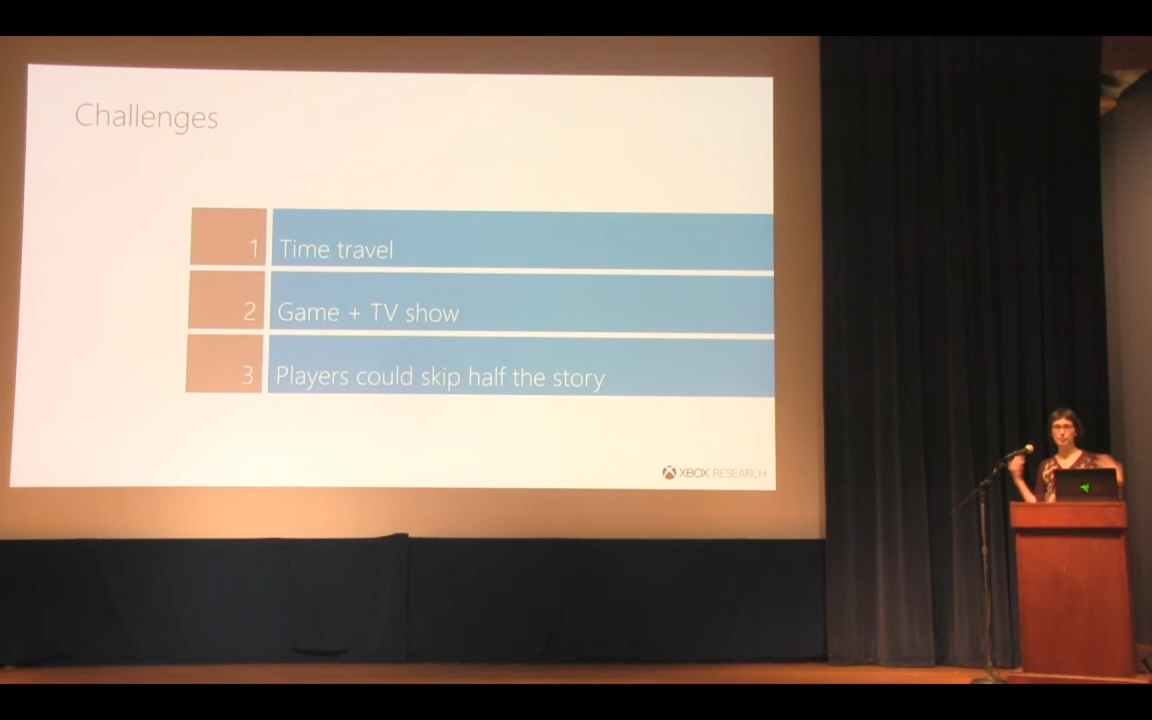 Challenges
1 Time travel
2 Game + TV show
3 Players could skip half the story
XBOX RESEARCH